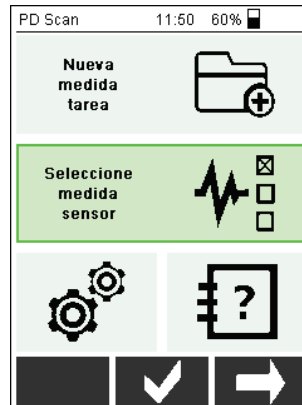 PD Scan 11:50 60%
Nueva
medida
tarea
Seleccione
medida
sensor
?